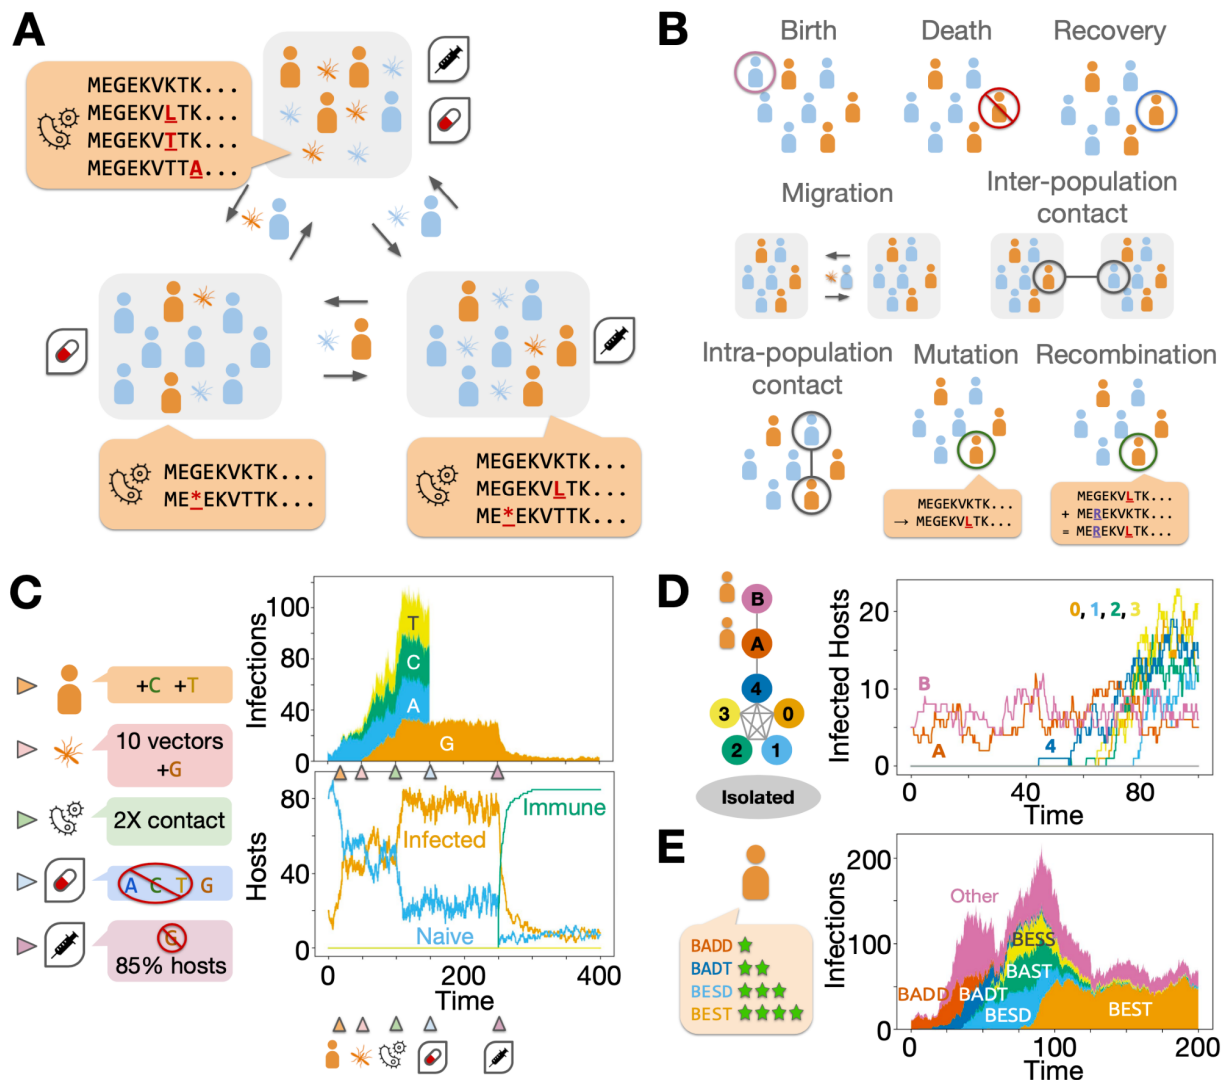 A
MEGEKVKTK...
MEGEKVLTK...
MEGEKVTTK...
MEGEKVTTA...
MEGEKVKTK...
ME*EKVTTK...
MEGEKVKTK...
MEGEKVLTK...
ME*EKVTTK...
B
Birth
Death
Recovery
Migration
Inter-population
contact
Intra-population
contact
Mutation
Recombination
MEGEKVKTK...
→ MEGEKVLTK...
MEGEKVLTK...
+ MEREKVKTK...
= MEREKVLTK...
C
+C +T
10 vectors
+G
2X contact
A C T G
G
85% hosts
Infections
100
80
40
0
T
C
A
G
Hosts
80
40
0
Infected
Naive
Immune
0
200
400
Time
D
B
A
4
3
0
2
1
Isolated
Infected Hosts
20
10
0
0, 1, 2, 3
B
A
4
0
40
80
Time
E
BADD
BADT
BESD
BEST
Infections
200
100
0
Other
BESS
BAST
BADD
BADT
BESD
BEST
0
100
200
Time